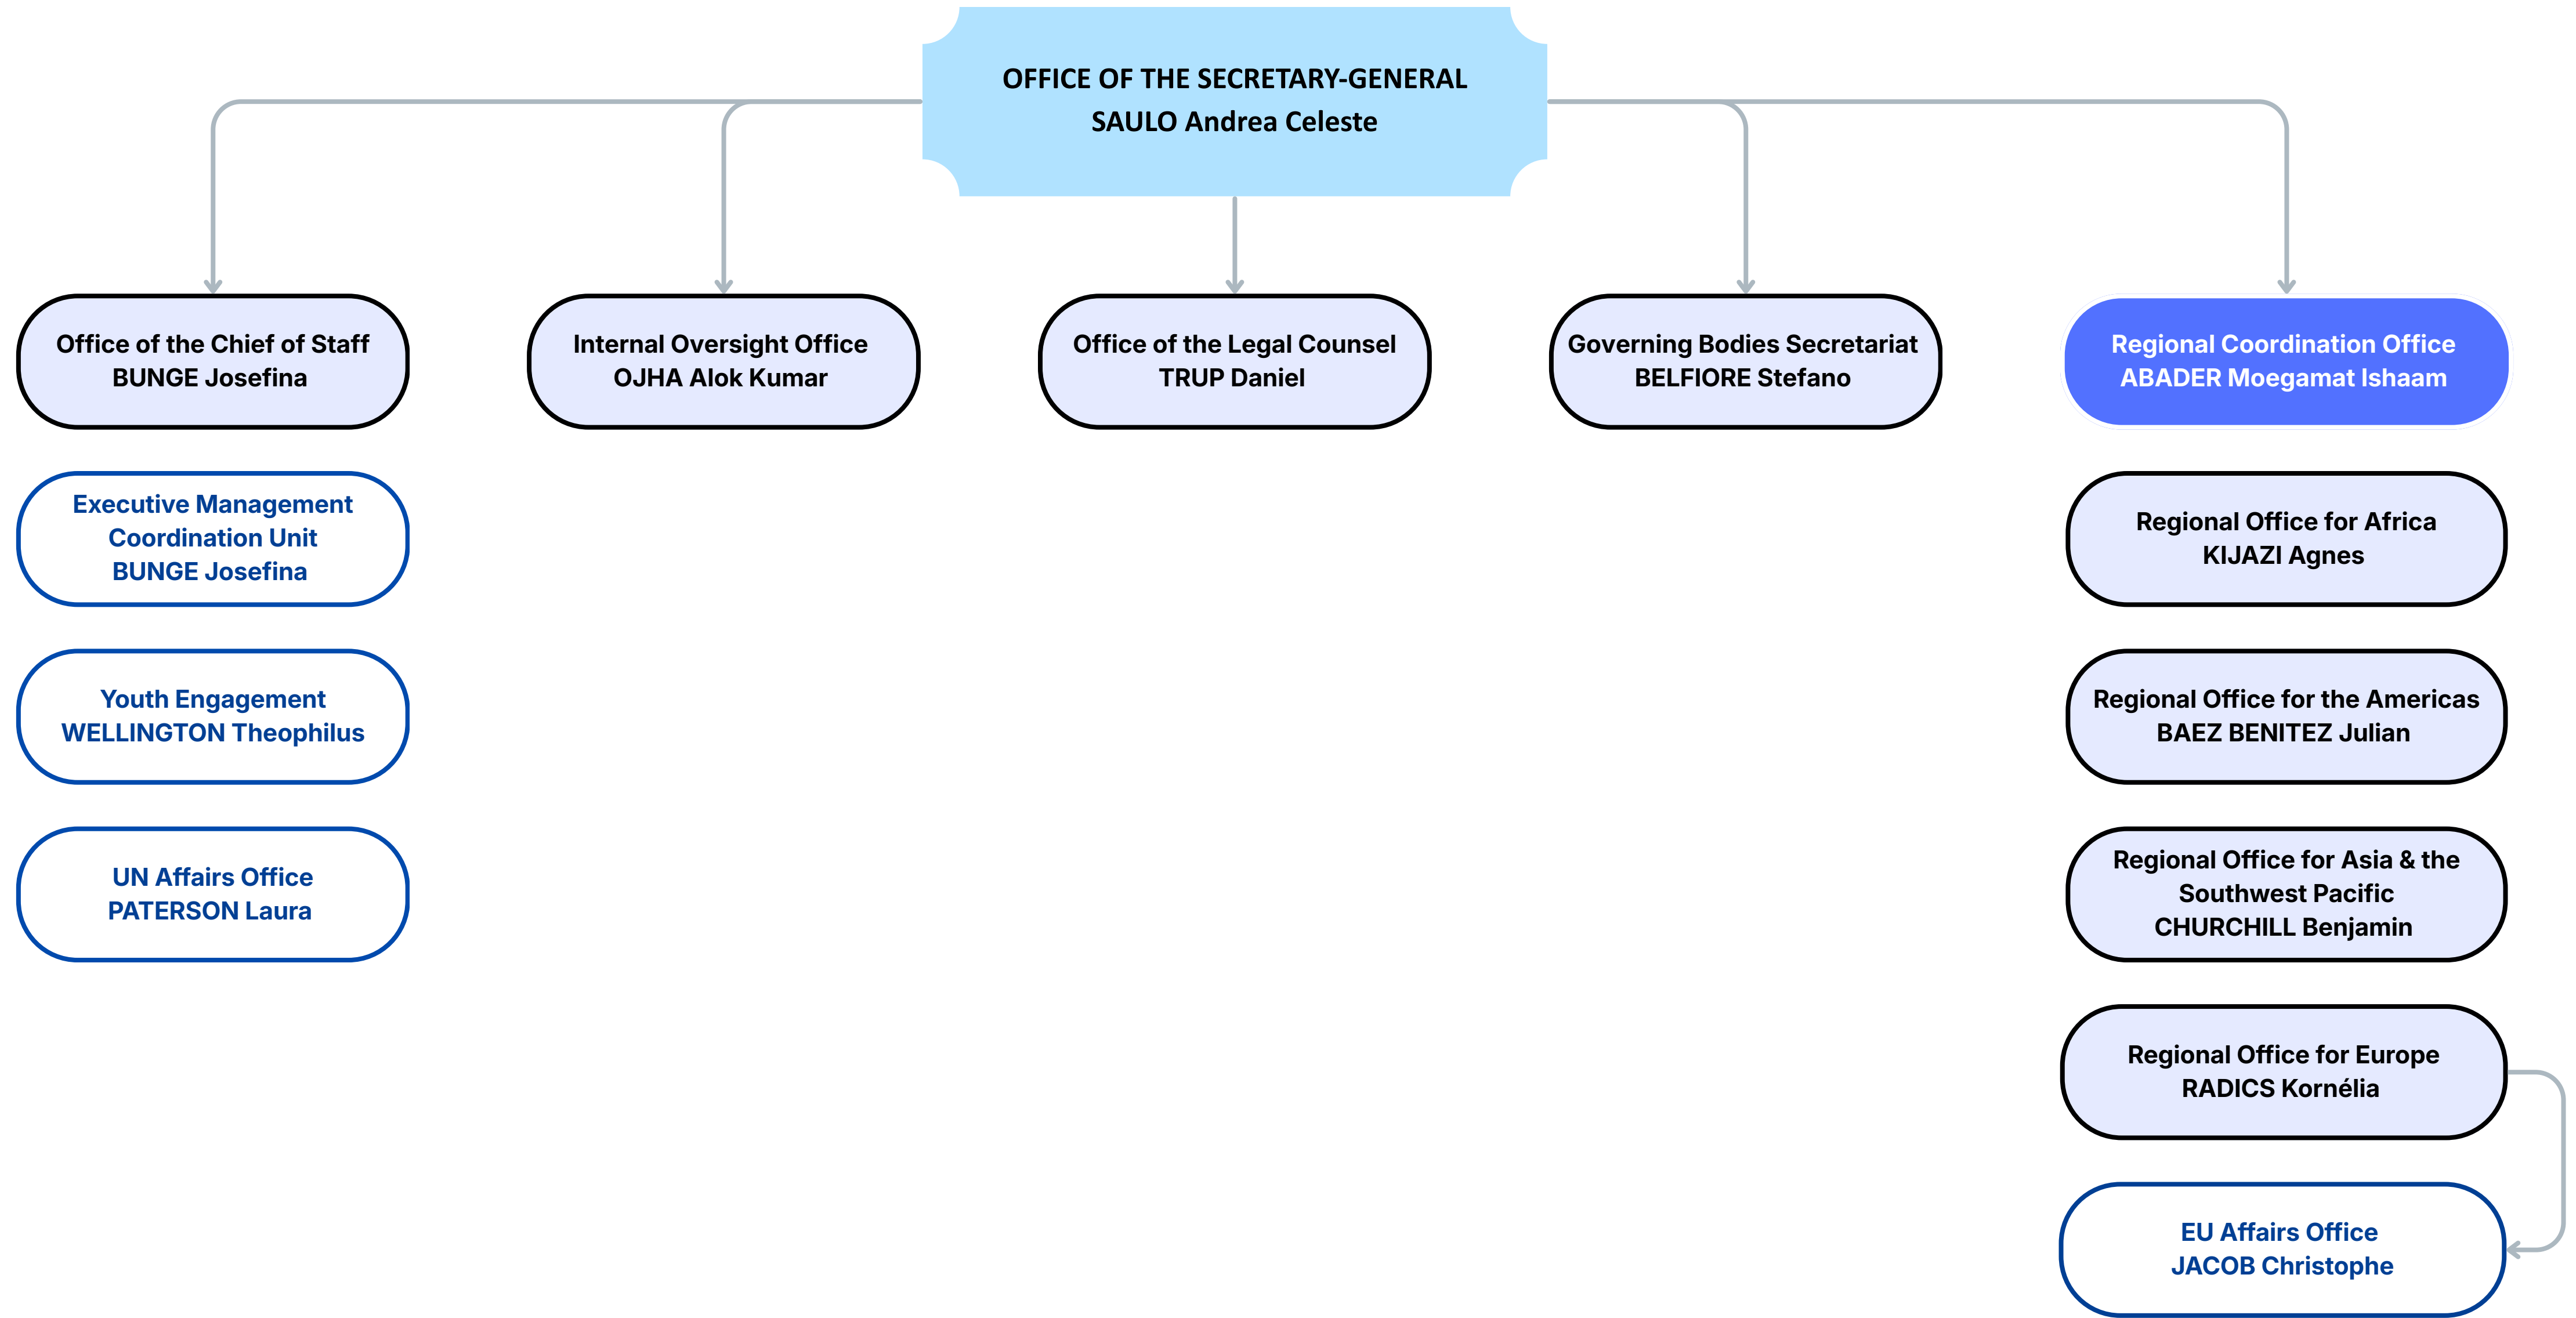 OFFICE OF THE SECRETARY-GENERAL
SAULO Andrea Celeste
Office of the Chief of Staff
BUNGE Josefina
Internal Oversight Office
OJHA Alok Kumar
Office of the Legal Counsel
TRUP Daniel
Governing Bodies Secretariat
BELFIORE Stefano
Regional Coordination Office
ABADER Moegamat Ishaam
Executive Management
Coordination Unit
BUNGE Josefina
Youth Engagement
WELLINGTON Theophilus
UN Affairs Office
PATERSON Laura
Regional Office for Africa
KIJAZI Agnes
Regional Office for the Americas
BAEZ BENITEZ Julian
Regional Office for Asia & the
Southwest Pacific
CHURCHILL Benjamin
Regional Office for Europe
RADICS Kornélia
EU Affairs Office
JACOB Christophe